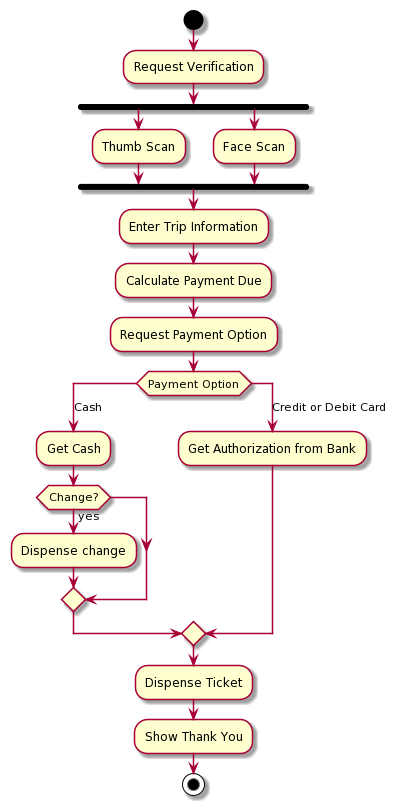 Request Verification
Thumb Scan
Face Scan
Enter Trip Information
Calculate Payment Due
Request Payment Option
Payment Option
Cash
Credit or Debit Card
Get Cash
Get Authorization from Bank
Change?
yes
Dispense change
Dispense Ticket
Show Thank You